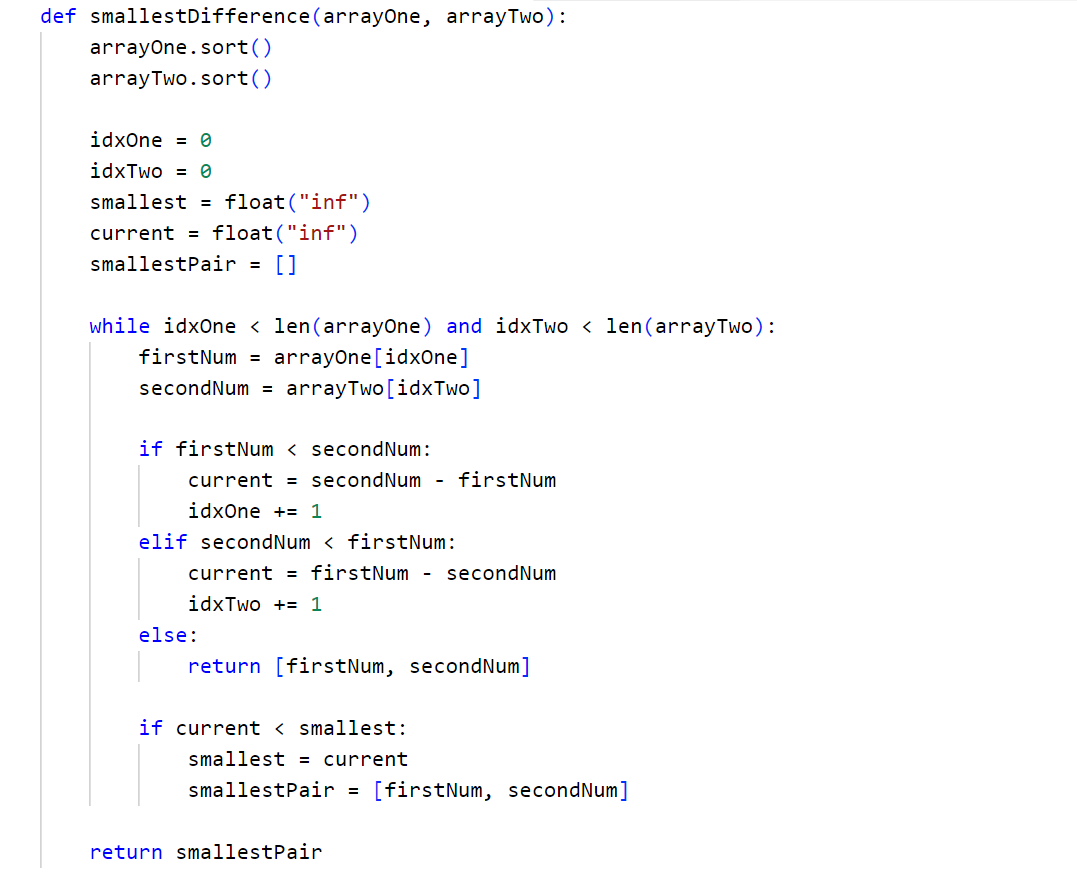 def smallestDifference(arrayOne, arrayTwo):
    arrayOne.sort()
    arrayTwo.sort()

    idxOne = 0
    idxTwo = 0
    smallest = float("inf")
    current = float("inf")
    smallestPair = []

    while idxOne < len(arrayOne) and idxTwo < len(arrayTwo):
        firstNum = arrayOne[idxOne]
        secondNum = arrayTwo[idxTwo]

        if firstNum < secondNum:
            current = secondNum - firstNum
            idxOne += 1
        elif secondNum < firstNum:
            current = firstNum - secondNum
            idxTwo += 1
        else:
            return [firstNum, secondNum]

        if current < smallest:
            smallest = current
            smallestPair = [firstNum, secondNum]

    return smallestPair